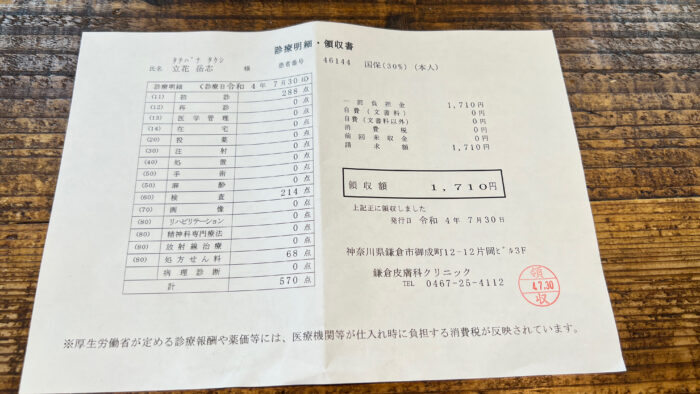 診療明細・領収書
タチバナ タカシ
氏名 立花 岳志 様 患者番号 46144 国保(30%) (本人)
診療明細 〈診療日令和 4年 7月30日〉
(11) 初診 288点
(12) 再診 0点
(13) 医学管理 0点
(14) 在宅 0点
(20) 投薬 0点
(30) 注射 0点
(40) 処置 0点
(50) 手術 0点
(50) 麻酔 0点
(60) 検査 214点
(70) 画像 0点
(80) リハビリテーション 0点
(80) 精神科専門療法 0点
(80) 放射線治療 0点
(80) 処方せん料 68点
病理診断 0点
計 570点
一部負担金 1,710円
自費(文書料) 0円
自費(文書料以外) 0円
消費税 0円
前回未収金 0円
請求額 1,710円
領収額 1,710円
上記正に領収しました
発行日 令和 4年 7月30日
神奈川県鎌倉市御成町12-12片岡ビル3F
鎌倉皮膚科クリニック
TEL 0467-25-4112
領
4.7.30
収
※厚生労働省が定める診療報酬や薬価等には、医療機関等が仕入れ時に負担する消費税が反映されています。